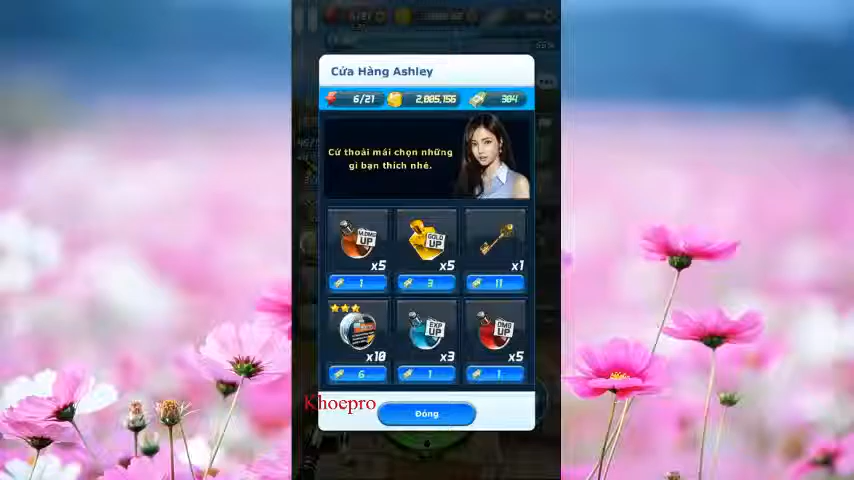 Cửa Hàng Ashley
6/21
2,005,156
304
Cứ thoải mái chọn những
gì bạn thích nhé.
M.DMG
UP
GOLD
UP
x5
x5
x1
1
3
11
EXP
UP
DMG
UP
x10
x3
x5
6
1
1
Khoepro
Đóng